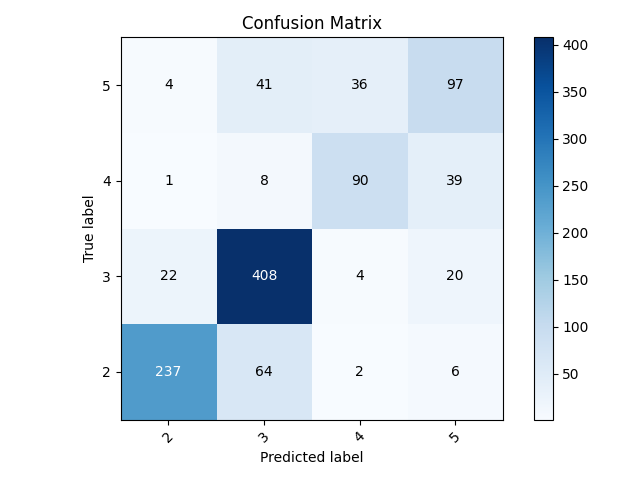 Confusion Matrix
True label
5 4 41 36 97
4 1 8 90 39
3 22 408 4 20
2 237 64 2 6
2 3 4 5
Predicted label
400
350
300
250
200
150
100
50